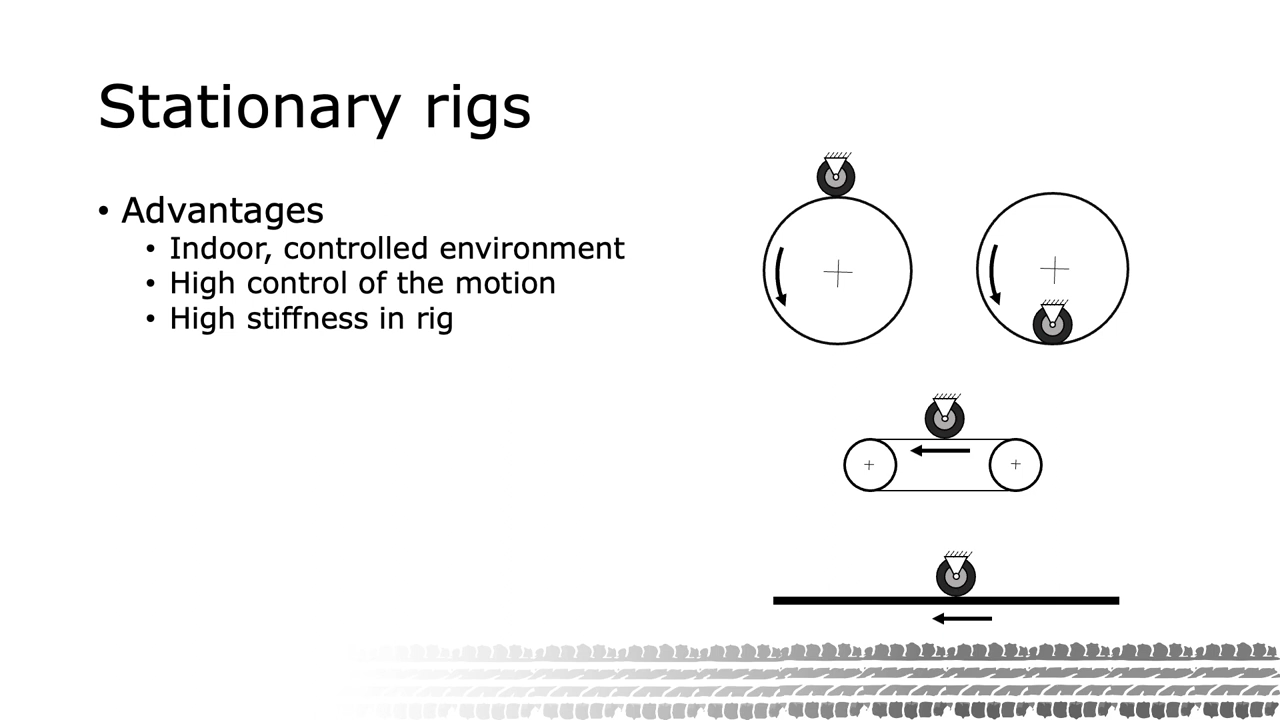 Stationary rigs
• Advantages
• Indoor, controlled environment
• High control of the motion
• High stiffness in rig